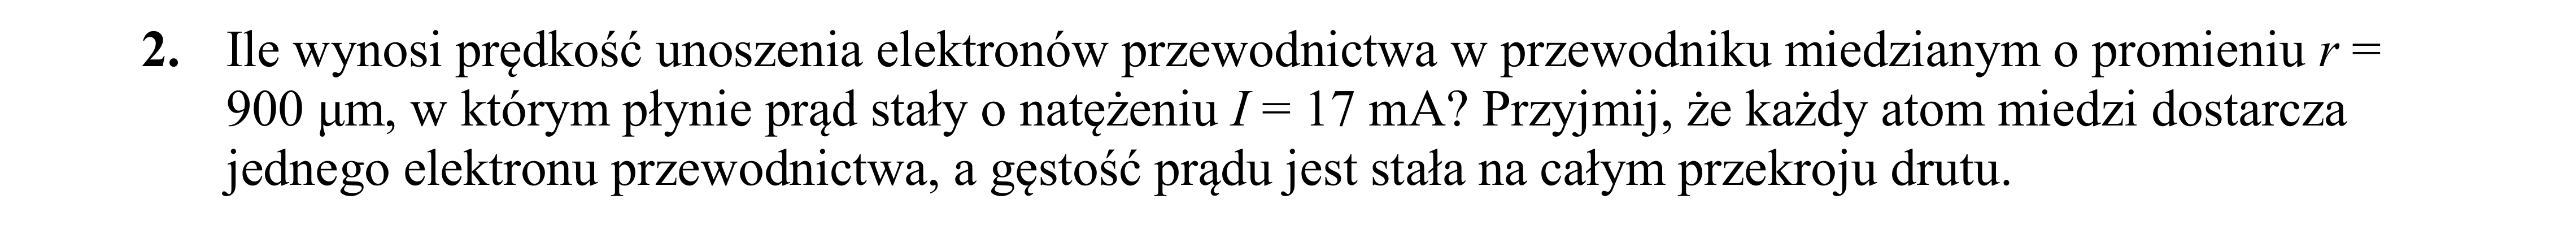 2. Ile wynosi prędkość unoszenia elektronów przewodnictwa w przewodniku miedzianym o promieniu r =
900 μm, w którym płynie prąd stały o natężeniu I = 17 mA? Przyjmij, że każdy atom miedzi dostarcza
jednego elektronu przewodnictwa, a gęstość prądu jest stała na całym przekroju drutu.